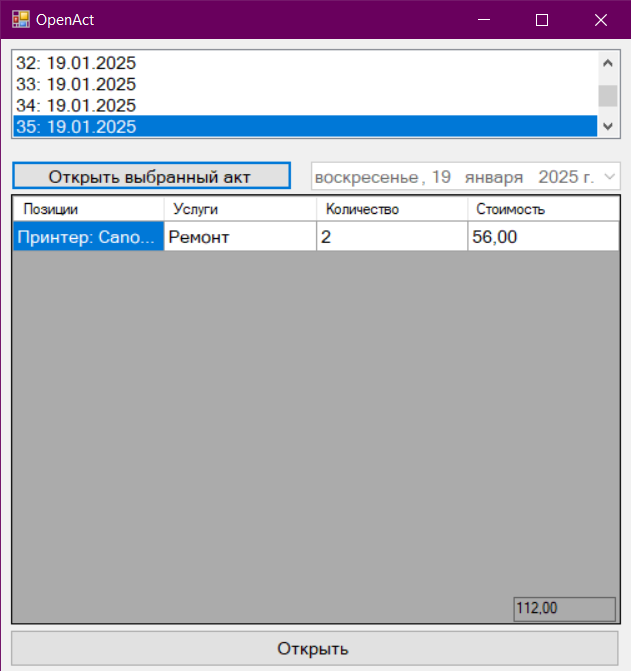 OpenAct
32: 19.01.2025
33: 19.01.2025
34: 19.01.2025
35: 19.01.2025
Открыть выбранный акт
воскресенье, 19 января 2025 г.
Позиции Услуги Количество Стоимость
Принтер: Cano... Ремонт 2 56,00
112,00
Открыть